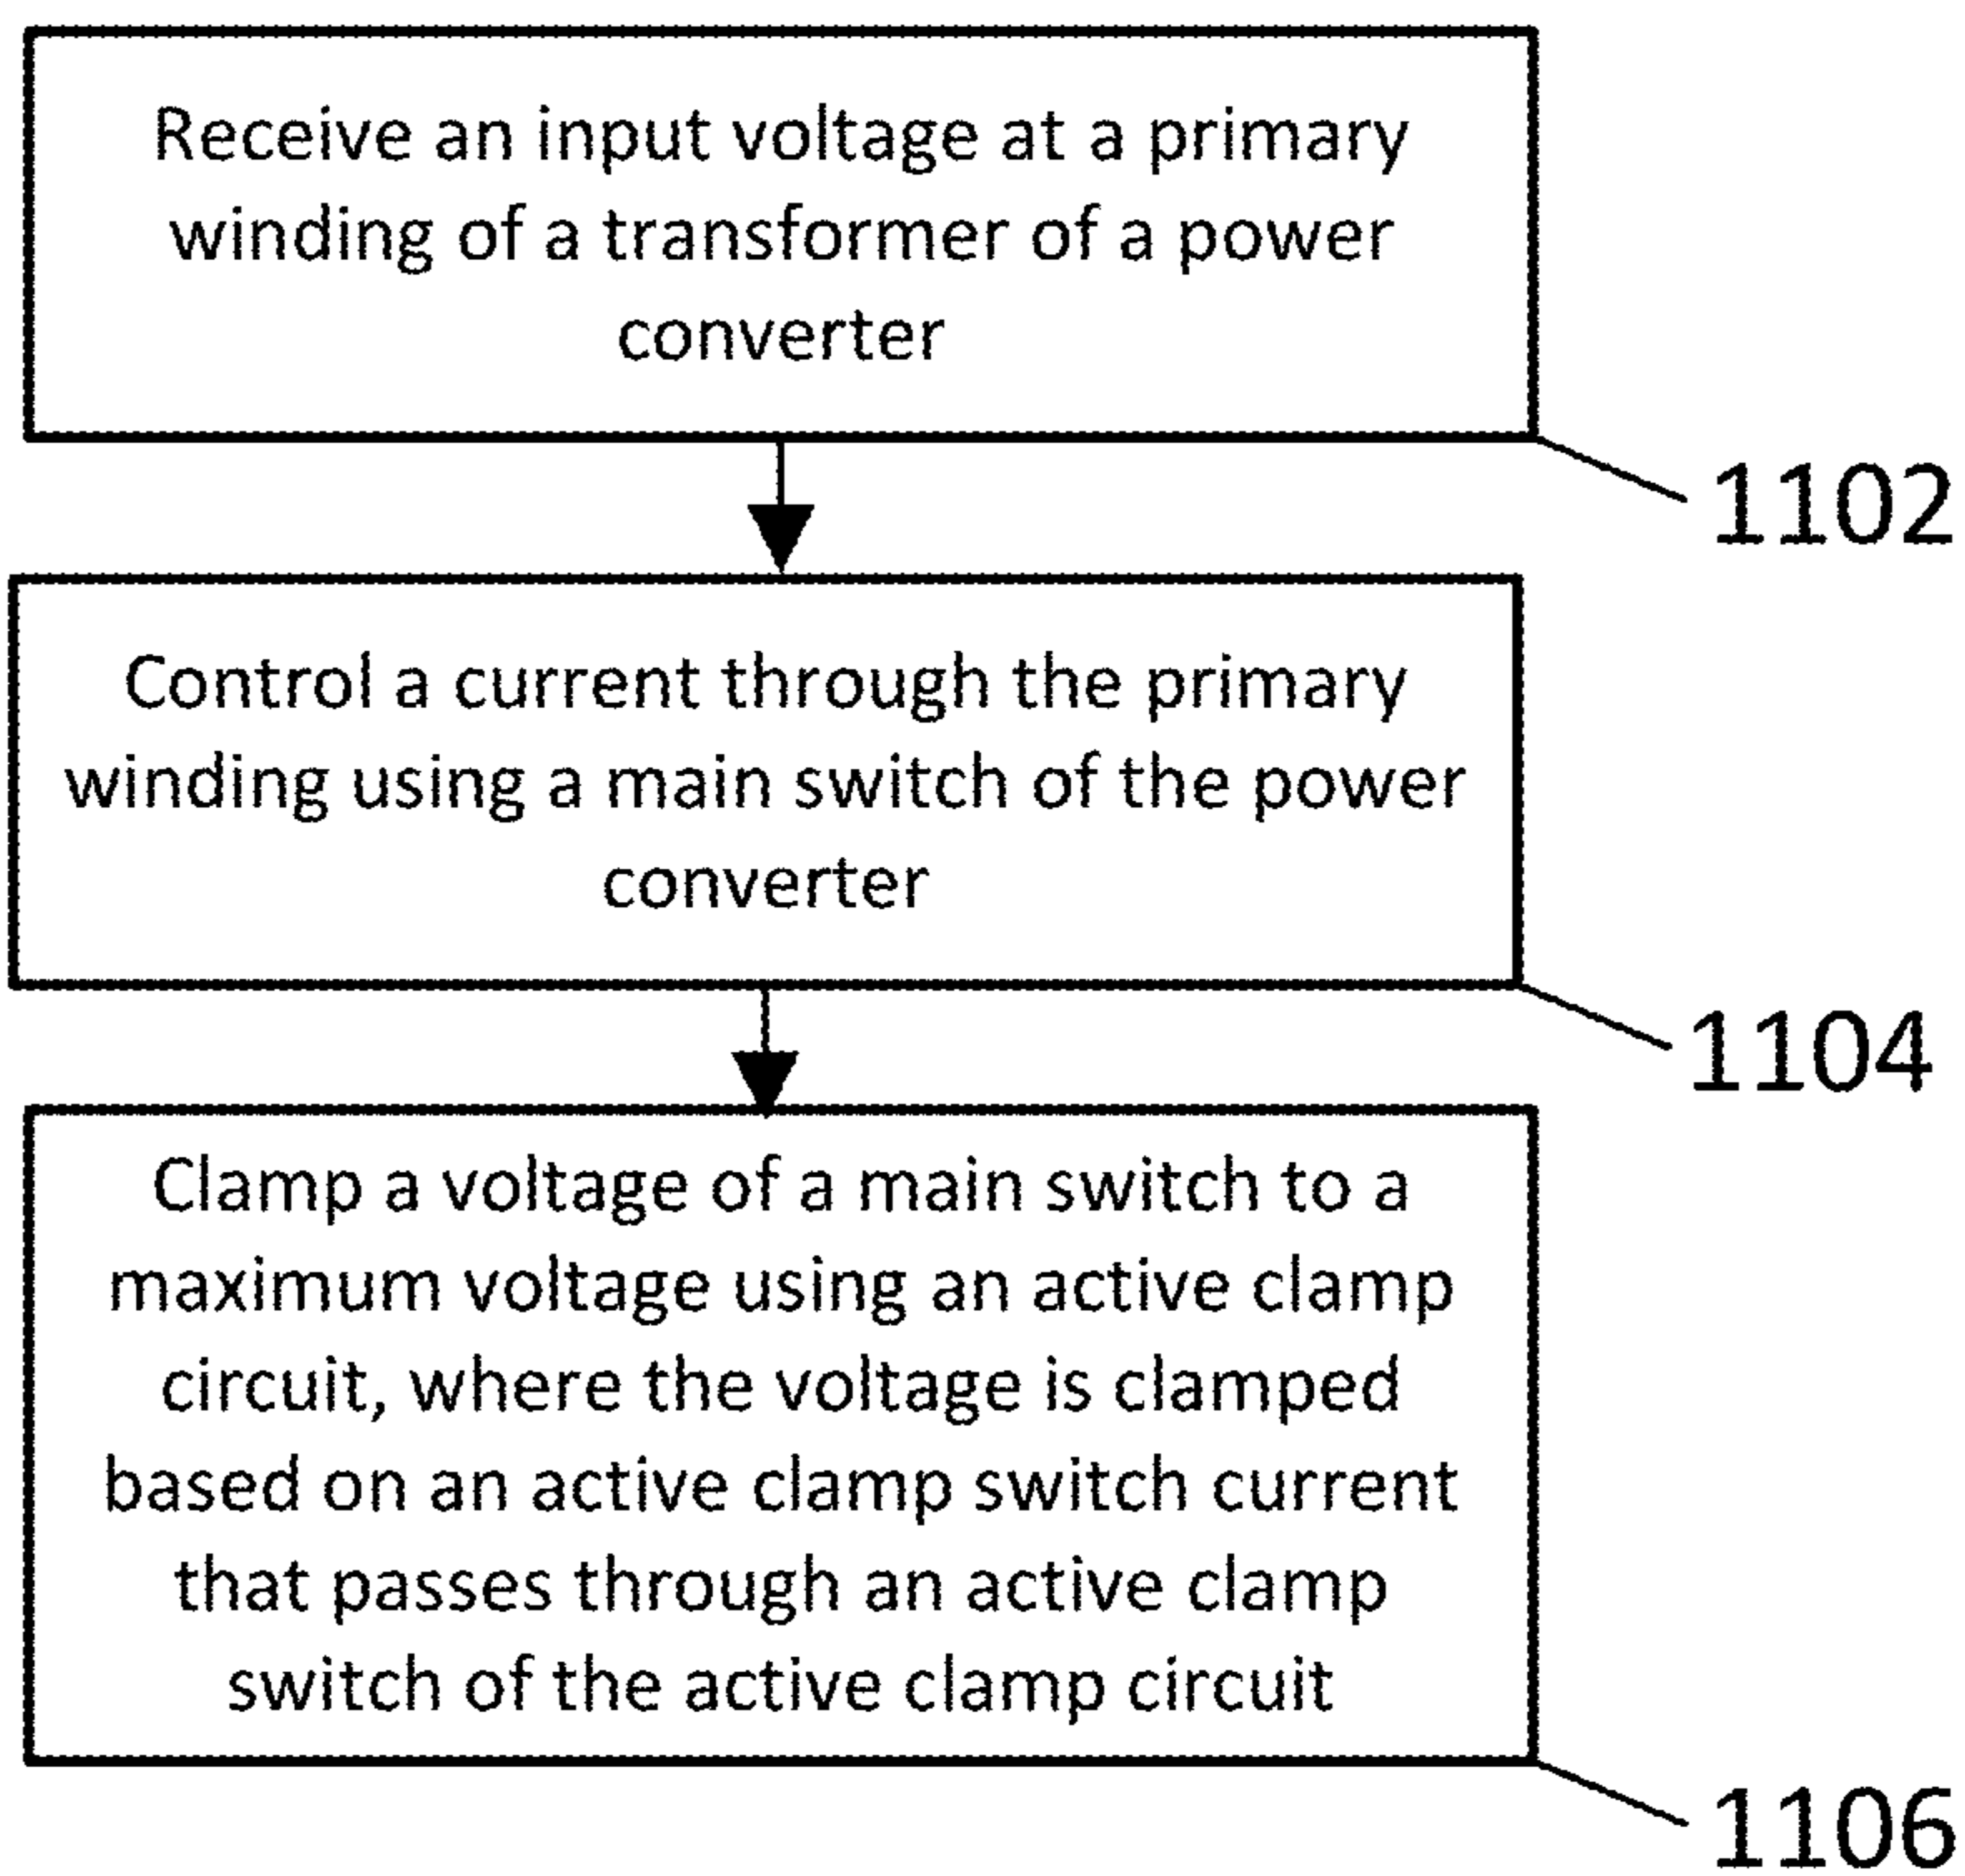 Receive an input voltage at a primary
winding of a transformer of a power
converter
1102
Control a current through the primary
winding using a main switch of the power
converter
1104
Clamp a voltage of a main switch to a
maximum voltage using an active clamp
circuit, where the voltage is clamped
based on an active clamp switch current
that passes through an active clamp
switch of the active clamp circuit
1106